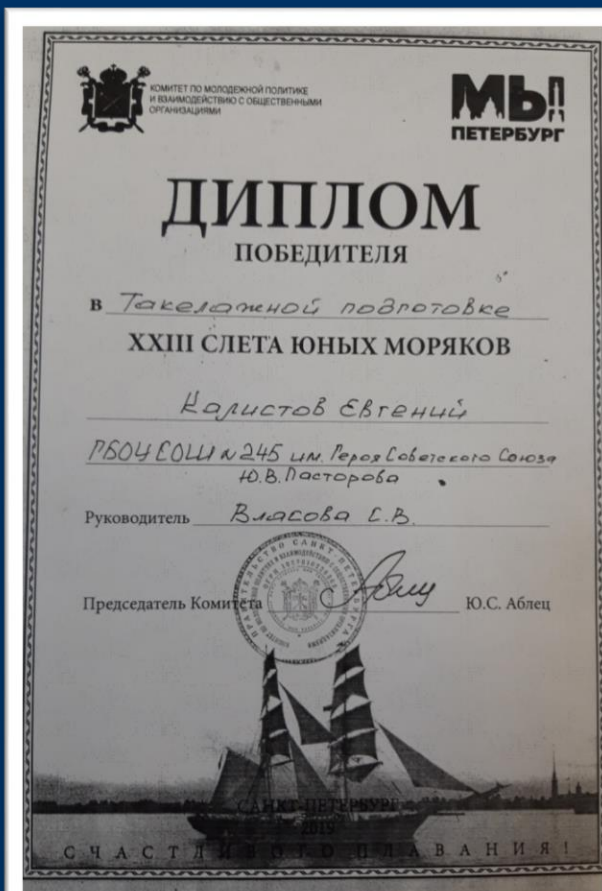 КОМИТЕТ ПО МОЛОДЕЖНОЙ ПОЛИТИКЕ
И ВЗАИМОДЕЙСТВИЮ С ОБЩЕСТВЕННЫМИ
ОРГАНИЗАЦИЯМИ
МЫ!
ПЕТЕРБУРГ
ДИПЛОМ
ПОБЕДИТЕЛЯ
в Такелажной подготовке
XXIII СЛЕТА ЮНЫХ МОРЯКОВ
Калистов Евгений
ГБОУ СОШ N 245 им. Героя Советского Союза
Ю.В. Пасторова
Руководитель Власова С.В.
Председатель Комитета Ю.С. Аблец
САНКТ-ПЕТЕРБУРГ
2019
СЧАСТЛИВОГО ПЛАВАНИЯ!